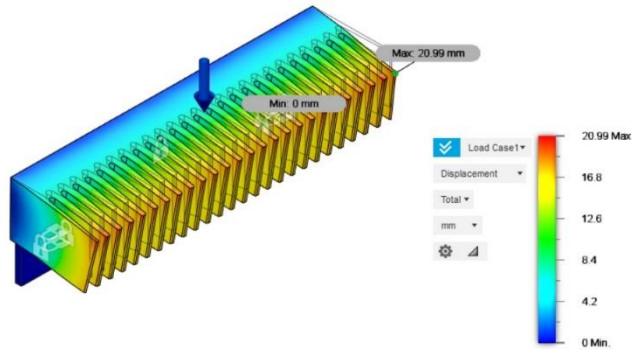 Max: 20.99 mm
Min: 0 mm
Load Case1
Displacement
Total
mm
20.99 Max
16.8
12.6
8.4
4.2
0 Min.